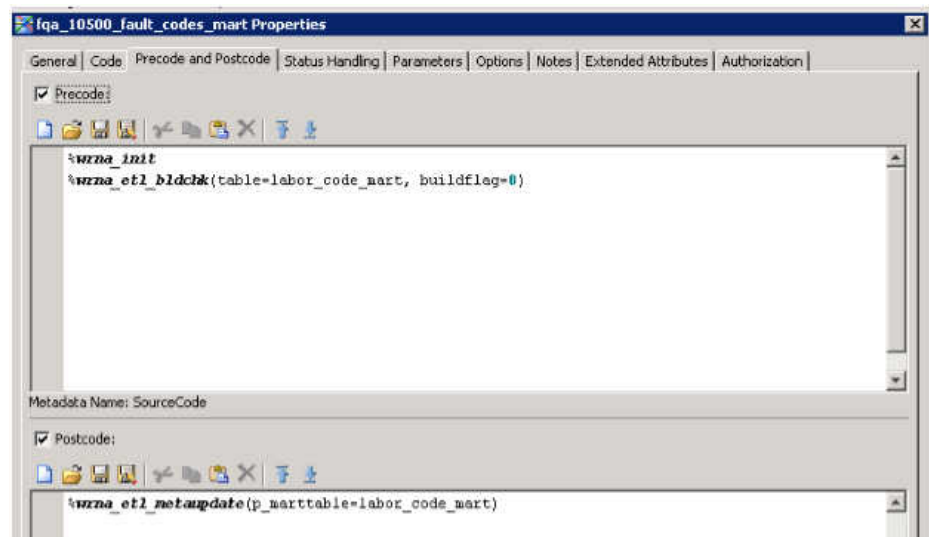 fqa_10500_fault_codes_mart Properties
General Code Precode and Postcode Status Handling Parameters Options Notes Extended Attributes Authorization
Precode:
%wrna_init
%wrna_etl_bldchk(table=labor_code_mart, buildflag=0)
Metadata Name: SourceCode
Postcode:
%wrna_etl_metaupdate(p_marttable=labor_code_mart)